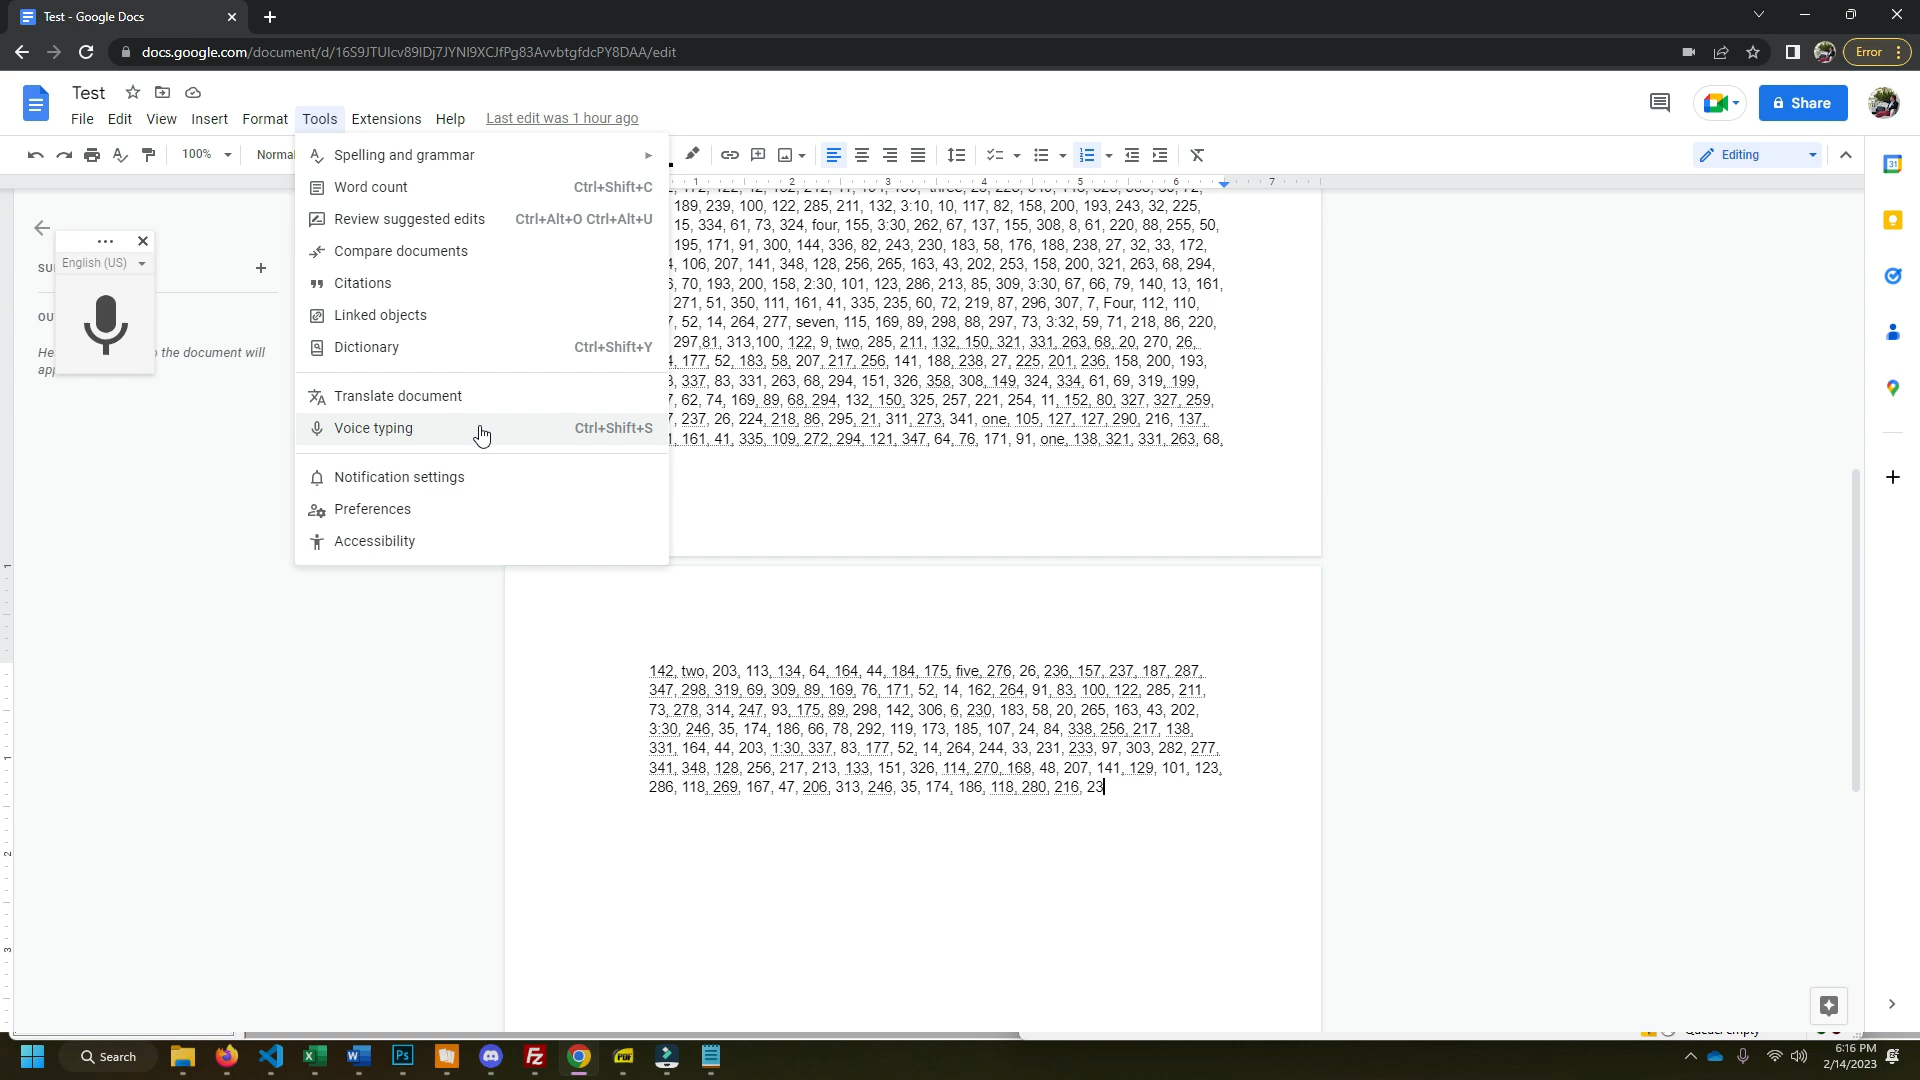 Test - Google Docs
docs.google.com/document/d/16S9JTUIcv89IDj7JYNI9XCJfPg83AvvbtgfdcPY8DAA/edit
Error
Test
File Edit View Insert Format Tools Extensions Help Last edit was 1 hour ago
Share
100% Normal
Editing
Spelling and grammar
Word count Ctrl+Shift+C
Review suggested edits Ctrl+Alt+O Ctrl+Alt+U
Compare documents
Citations
Linked objects
Dictionary Ctrl+Shift+Y
Translate document
Voice typing Ctrl+Shift+S
Notification settings
Preferences
Accessibility
English (US)
SU
OU
He the document will
app
1 2 3 4 5 6 7
189, 239, 100, 122, 285, 211, 132, 3:10, 10, 117, 82, 158, 200, 193, 243, 32, 225,
15, 334, 61, 73, 324, four, 155, 3:30, 262, 67, 137, 155, 308, 8, 61, 220, 88, 255, 50,
195, 171, 91, 300, 144, 336, 82, 243, 230, 183, 58, 176, 188, 238, 27, 32, 33, 172,
, 106, 207, 141, 348, 128, 256, 265, 163, 43, 202, 253, 158, 200, 321, 263, 68, 294,
, 70, 193, 200, 158, 2:30, 101, 123, 286, 213, 85, 309, 3:30, 67, 66, 79, 140, 13, 161,
271, 51, 350, 111, 161, 41, 335, 235, 60, 72, 219, 87, 296, 307, 7, Four, 112, 110,
, 52, 14, 264, 277, seven, 115, 169, 89, 298, 88, 297, 73, 3:32, 59, 71, 218, 86, 220,
297,81, 313,100, 122, 9, two, 285, 211, 132, 150, 321, 331, 263, 68, 20, 270, 26,
, 177, 52, 183, 58, 207, 217, 256, 141, 188, 238, 27, 225, 201, 236, 158, 200, 193,
, 337, 83, 331, 263, 68, 294, 151, 326, 358, 308, 149, 324, 334, 61, 69, 319, 199,
, 62, 74, 169, 89, 68, 294, 132, 150, 325, 257, 221, 254, 11, 152, 80, 327, 327, 259,
, 237, 26, 224, 218, 86, 295, 21, 311, 273, 341, one, 105, 127, 127, 290, 216, 137,
, 161, 41, 335, 109, 272, 294, 121, 347, 64, 76, 171, 91, one, 138, 321, 331, 263, 68,
142, two, 203, 113, 134, 64, 164, 44, 184, 175, five, 276, 26, 236, 157, 237, 187, 287,
347, 298, 319, 69, 309, 89, 169, 76, 171, 52, 14, 162, 264, 91, 83, 100, 122, 285, 211,
73, 278, 314, 247, 93, 175, 89, 298, 142, 306, 6, 230, 183, 58, 20, 265, 163, 43, 202,
3:30, 246, 35, 174, 186, 66, 78, 292, 119, 173, 185, 107, 24, 84, 338, 256, 217, 138,
331, 164, 44, 203, 1:30, 337, 83, 177, 52, 14, 264, 244, 33, 231, 233, 97, 303, 282, 277,
341, 348, 128, 256, 217, 213, 133, 151, 326, 114, 270, 168, 48, 207, 141, 129, 101, 123,
286, 118, 269, 167, 47, 206, 313, 246, 35, 174, 186, 118, 280, 216, 23
1
1
2
3
31
Search
Ps
Fz
PDF
6:16 PM
2/14/2023